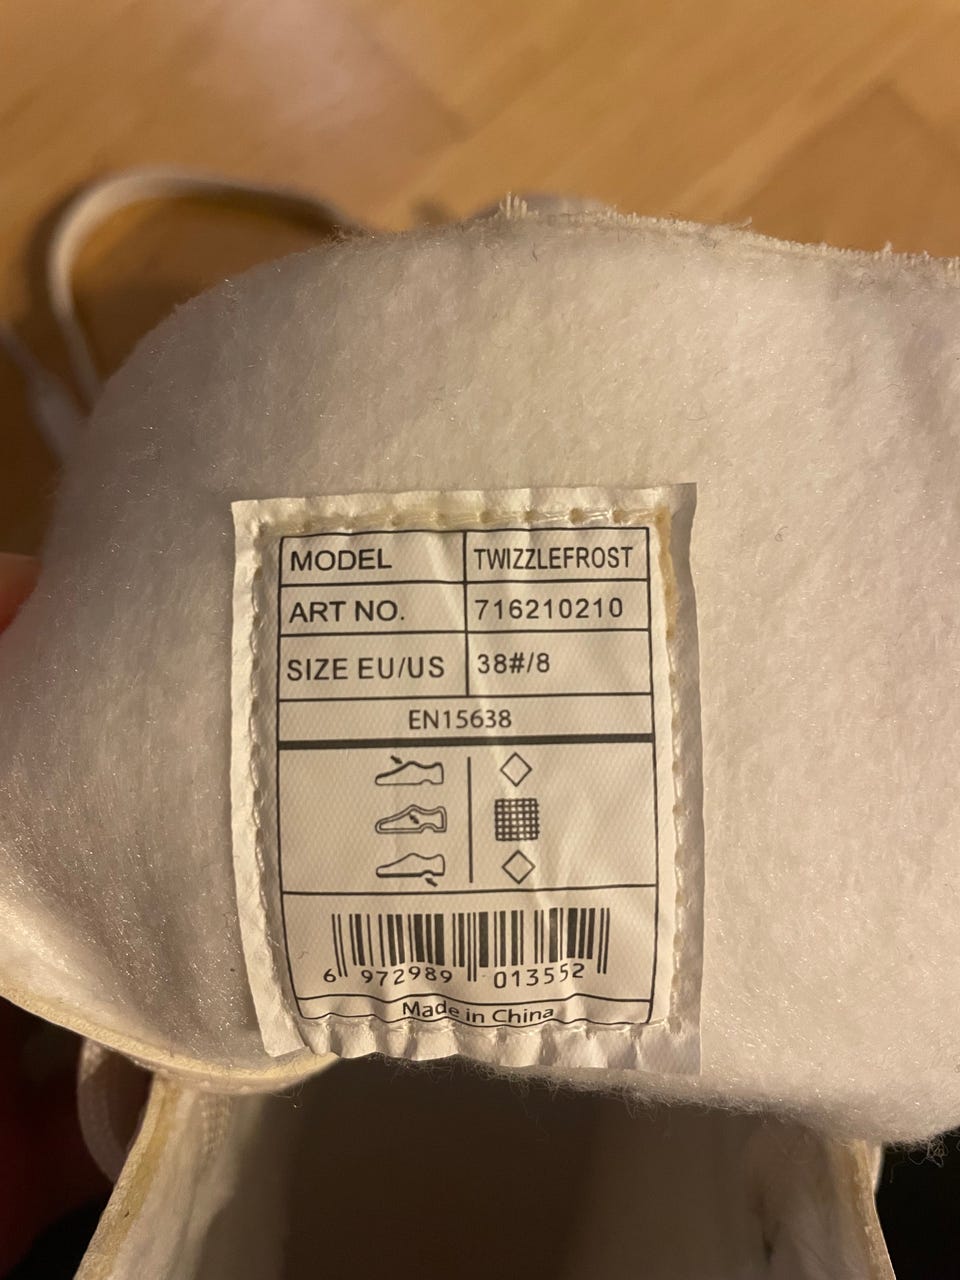 MODEL TWIZZLEFROST
ART NO. 716210210
SIZE EU/US 38#/8
EN15638
6 972989 013552
Made in China